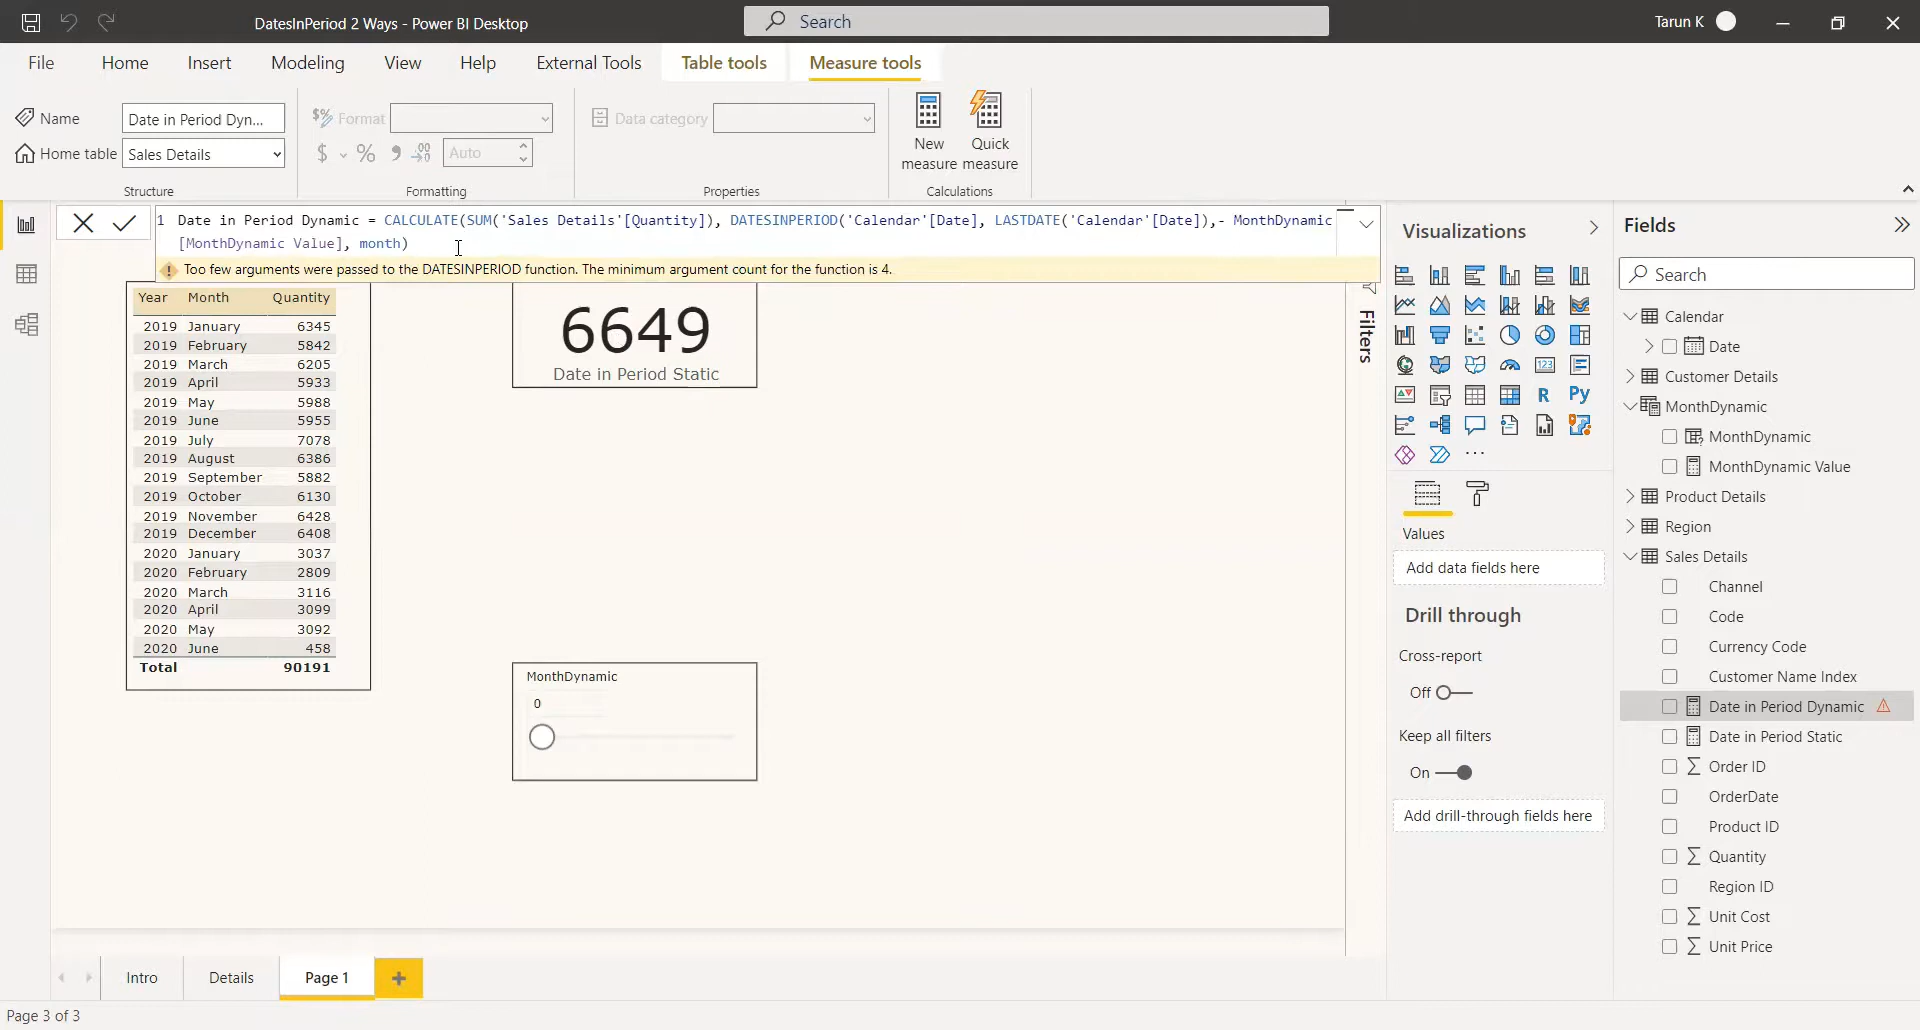 DatesInPeriod 2 Ways - Power BI Desktop
Search
Tarun K
File Home Insert Modeling View Help External Tools Table tools Measure tools
Name Date in Period Dyn...
Home table Sales Details
Structure
$% Format
$ % 9 .00 Auto
Formatting
Data category
Properties
New measure
Quick measure
Calculations
1 Date in Period Dynamic = CALCULATE(SUM('Sales Details'[Quantity]), DATESINPERIOD('Calendar'[Date], LASTDATE('Calendar'[Date]),- MonthDynamic
[MonthDynamic Value], month)
Too few arguments were passed to the DATESINPERIOD function. The minimum argument count for the function is 4.
Year Month Quantity
2019 January 6345
2019 February 5842
2019 March 6205
2019 April 5933
2019 May 5988
2019 June 5955
2019 July 7078
2019 August 6386
2019 September 5882
2019 October 6130
2019 November 6428
2019 December 6408
2020 January 3037
2020 February 2809
2020 March 3116
2020 April 3099
2020 May 3092
2020 June 458
Total 90191
6649
Date in Period Static
MonthDynamic
0
Filters
Visualizations
123
R Py
...
Values
Add data fields here
Drill through
Cross-report
Off
Keep all filters
On
Add drill-through fields here
Fields
Search
Calendar
Date
Customer Details
MonthDynamic
MonthDynamic
MonthDynamic Value
Product Details
Region
Sales Details
Channel
Code
Currency Code
Customer Name Index
Date in Period Dynamic
Date in Period Static
∑ Order ID
OrderDate
Product ID
∑ Quantity
Region ID
∑ Unit Cost
∑ Unit Price
Intro Details Page 1 +
Page 3 of 3